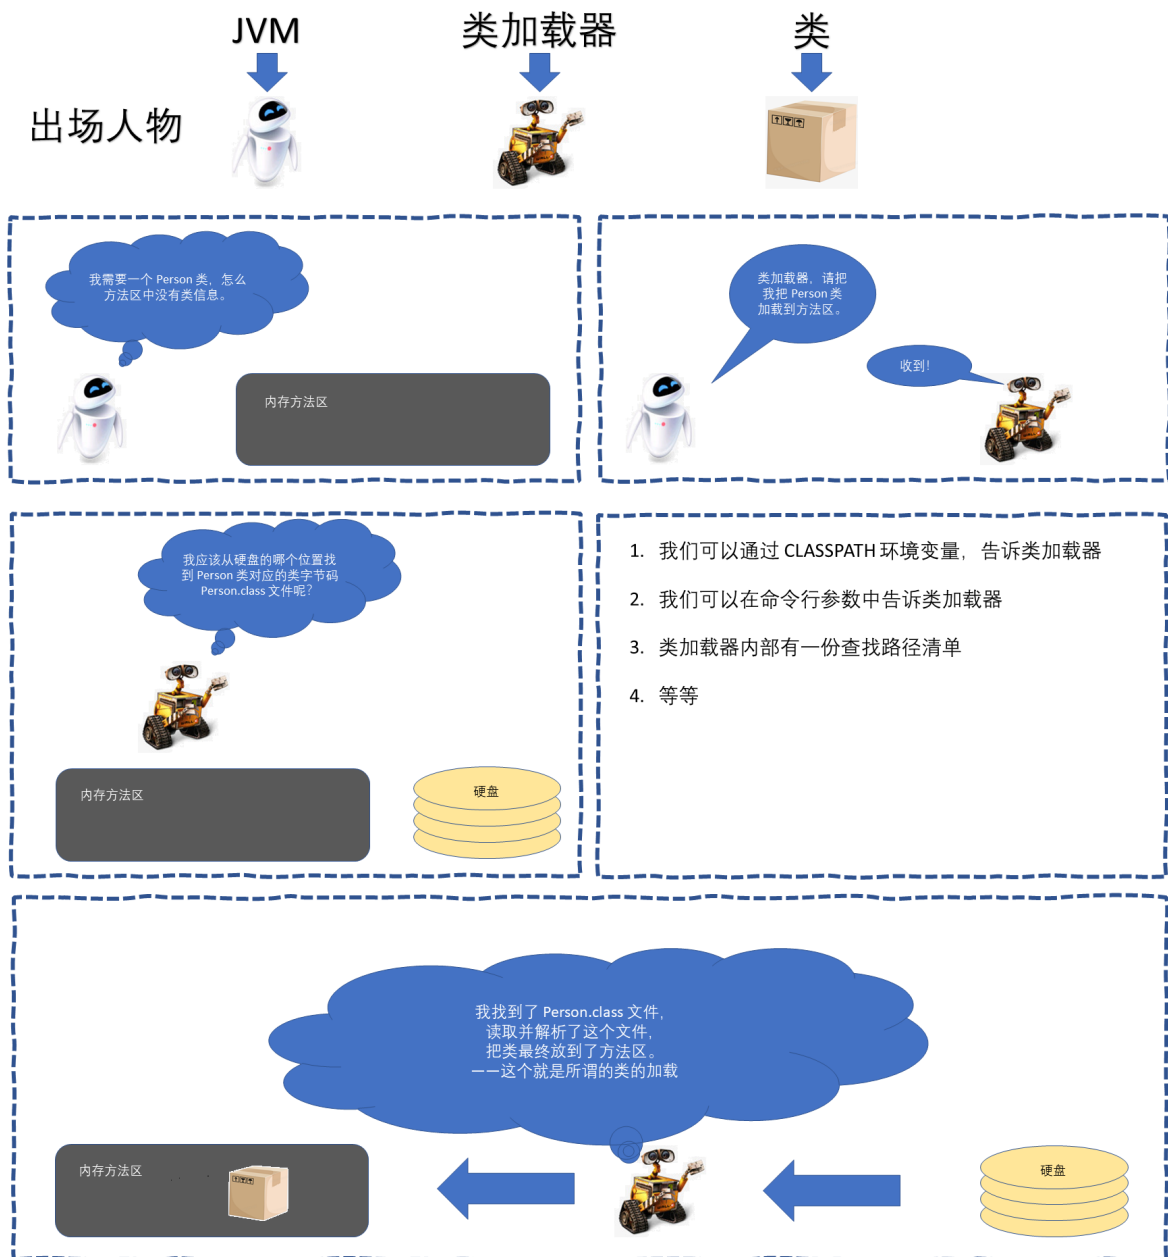 JVM
类加载器
类
出场人物
我需要一个 Person 类，怎么
方法区中没有类信息。
内存方法区
类加载器，请把
我把 Person 类
加载到方法区。
收到！
我应该从硬盘的哪个位置找
到 Person 类对应的类字节码
Person.class 文件呢？
内存方法区
硬盘
1. 我们可以通过 CLASSPATH 环境变量，告诉类加载器
2. 我们可以在命令行参数中告诉类加载器
3. 类加载器内部有一份查找路径清单
4. 等等
我找到了 Person.class 文件，
读取并解析了这个文件，
把类最终放到了方法区。
——这个就是所谓的类的加载
内存方法区
硬盘